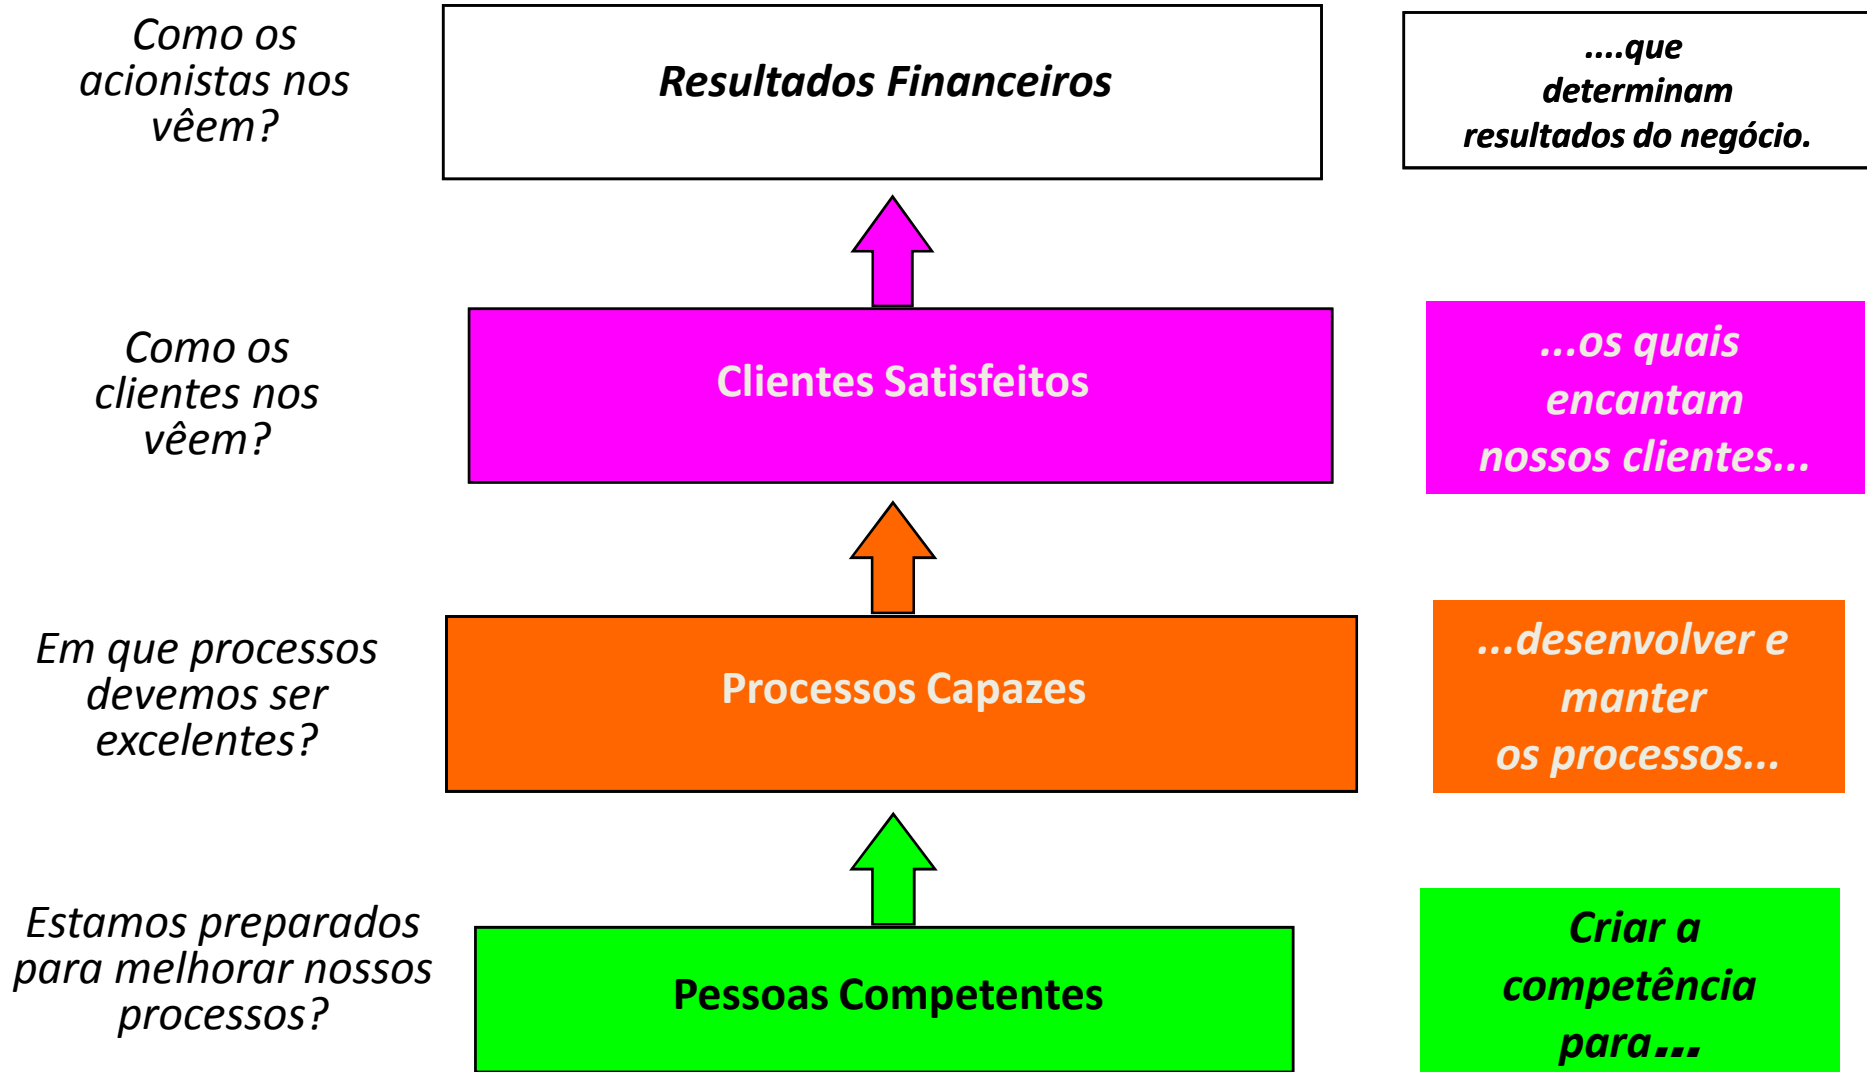 Como os
acionistas nos
vêem?
Resultados Financeiros
....que
determinam
resultados do negócio.
Como os
clientes nos
vêem?
Clientes Satisfeitos
...os quais
encantam
nossos clientes...
Em que processos
devemos ser
excelentes?
Processos Capazes
...desenvolver e
manter
os processos...
Estamos preparados
para melhorar nossos
processos?
Pessoas Competentes
Criar a
competência
para...